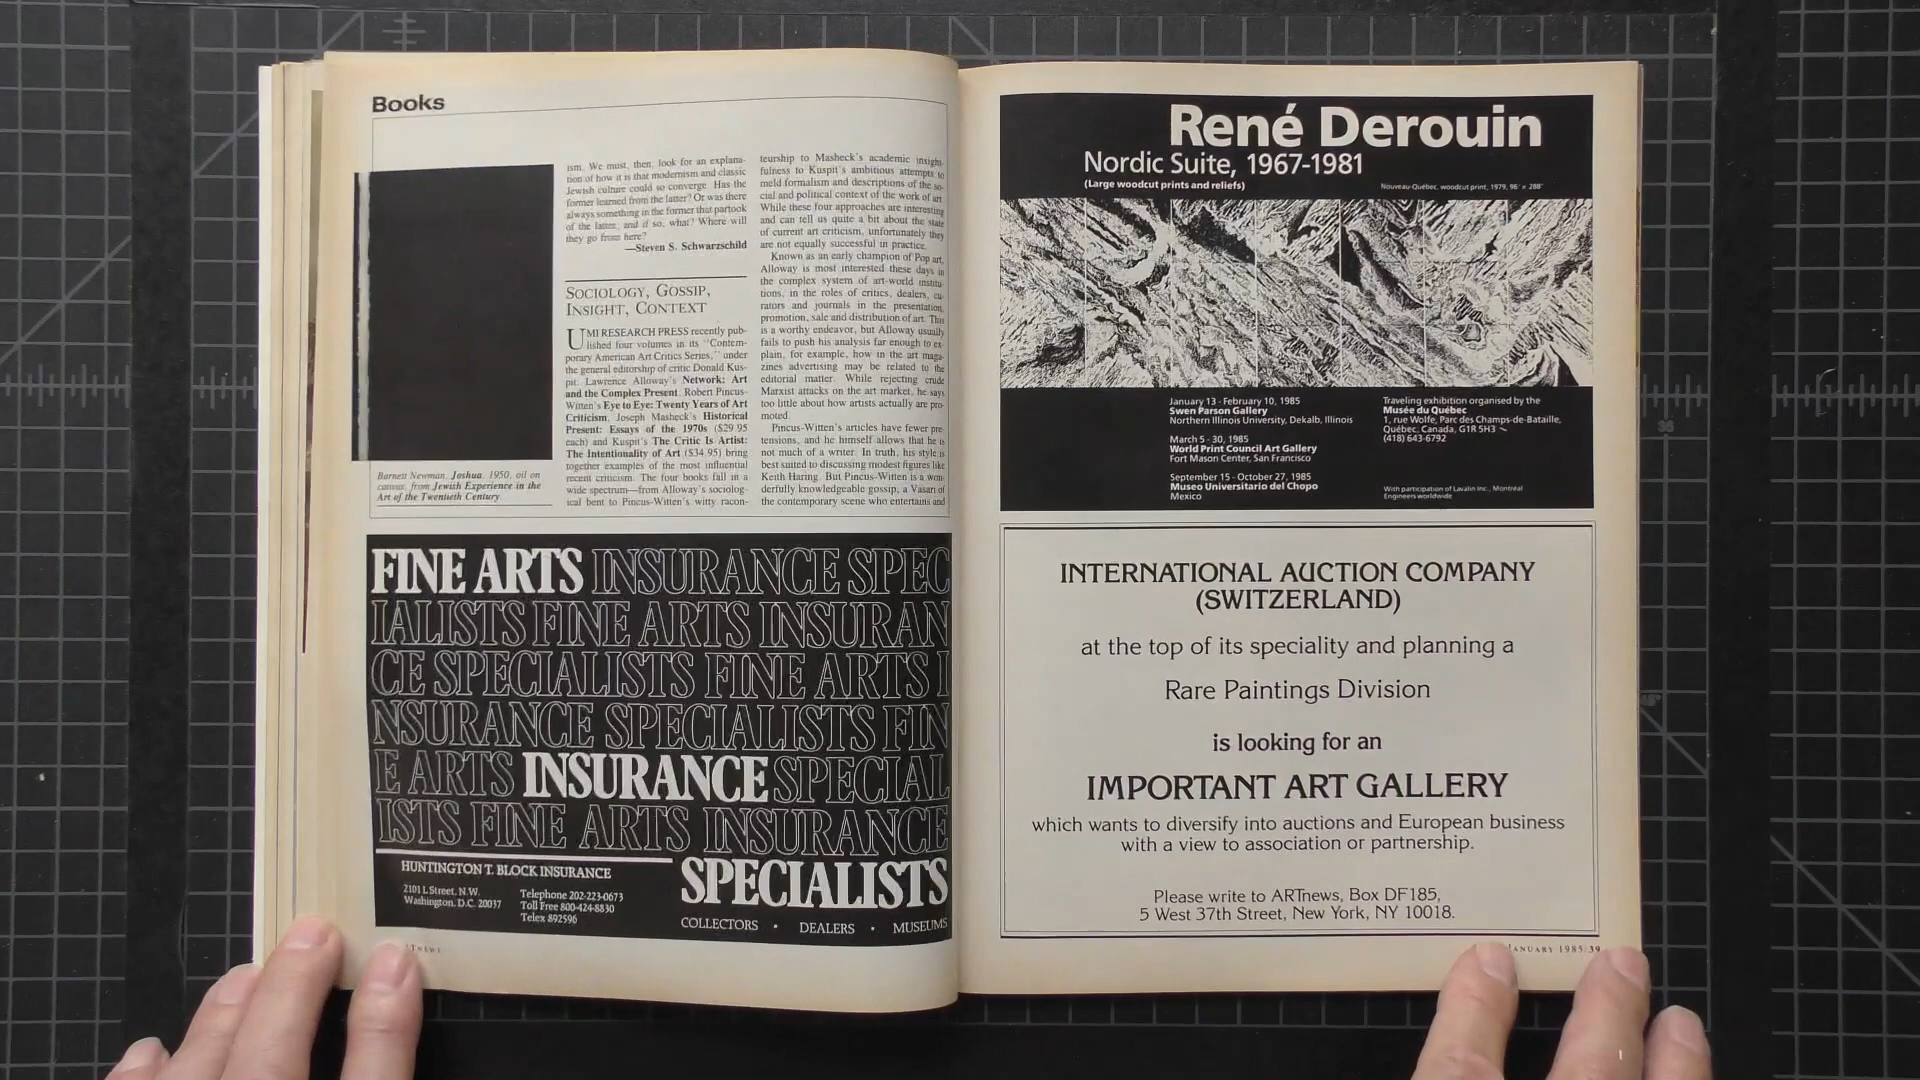 Books
ism. We must, then, look for an explana-
tion of how it is that modernism and classic
Jewish culture could so converge. Has the
former learned from the latter? Or was there
always something in the former that partook
of the latter, and if so, what? Where will
they go from here?
—Steven S. Schwarzschild
SOCIOLOGY, GOSSIP,
INSIGHT, CONTEXT
UMI RESEARCH PRESS recently pub-
lished four volumes in its "Contem-
porary American Art Critics Series," under
the general editorship of critic Donald Kus-
pit. Lawrence Alloway's Network: Art
and the Complex Present, Robert Pincus-
Witten's Eye to Eye: Twenty Years of Art
Criticism, Joseph Masheck's Historical
Present: Essays of the 1970s ($29.95
each) and Kuspit's The Critic Is Artist:
The Intentionality of Art ($34.95) bring
together examples of the most influential
recent criticism. The four books fall in a
wide spectrum—from Alloway's sociolog-
ical bent to Pincus-Witten's witty racon-
teurship to Masheck's academic insight-
fulness to Kuspit's ambitious attempts to
meld formalism and descriptions of the so-
cial and political context of the work of art.
While these four approaches are interesting
and can tell us quite a bit about the state
of current art criticism, unfortunately they
are not equally successful in practice.
Known as an early champion of Pop art,
Alloway is most interested these days in
the complex system of art-world institu-
tions, in the roles of critics, dealers, cu-
rators and journals in the presentation,
promotion, sale and distribution of art. This
is a worthy endeavor, but Alloway usually
fails to push his analysis far enough to ex-
plain, for example, how in the art maga-
zines advertising may be related to the
editorial matter. While rejecting crude
Marxist attacks on the art market, he says
too little about how artists actually are pro-
moted.
Pincus-Witten's articles have fewer pre-
tensions, and he himself allows that he is
not much of a writer. In truth, his style is
best suited to discussing modest figures like
Keith Haring. But Pincus-Witten is a won-
derfully knowledgeable gossip, a Vasari of
the contemporary scene who entertains and
Barnett Newman, Joshua, 1950, oil on
canvas, from Jewish Experience in the
Art of the Twentieth Century.
FINE ARTS INSURANCE SPEC
IALISTS FINE ARTS INSURAN
CE SPECIALISTS FINE ARTS I
NSURANCE SPECIALISTS FIN
E ARTS INSURANCE SPECIAL
ISTS FINE ARTS INSURANCE
SPECIALISTS
HUNTINGTON T. BLOCK INSURANCE
2101 L Street, N.W.
Washington, D.C. 20037
Telephone 202-223-0673
Toll Free 800-424-8830
Telex 892596
COLLECTORS • DEALERS • MUSEUMS
TNEWS
René Derouin
Nordic Suite, 1967-1981
(Large woodcut prints and reliefs)
Nouveau-Québec, woodcut print, 1979, 96" x 288"
January 13 - February 10, 1985
Swen Parson Gallery
Northern Illinois University, Dekalb, Illinois
March 5 - 30, 1985
World Print Council Art Gallery
Fort Mason Center, San Francisco
September 15 - October 27, 1985
Museo Universitario del Chopo
Mexico
Traveling exhibition organised by the
Musée du Québec
1, rue Wolfe, Parc des Champs-de-Bataille,
Québec, Canada, G1R 5H3
(418) 643-6792
With participation of Lavalin Inc., Montréal
Engineers worldwide
INTERNATIONAL AUCTION COMPANY
(SWITZERLAND)
at the top of its speciality and planning a
Rare Paintings Division
is looking for an
IMPORTANT ART GALLERY
which wants to diversify into auctions and European business
with a view to association or partnership.
Please write to ARTnews, Box DF185,
5 West 37th Street, New York, NY 10018.
JANUARY 1985/39